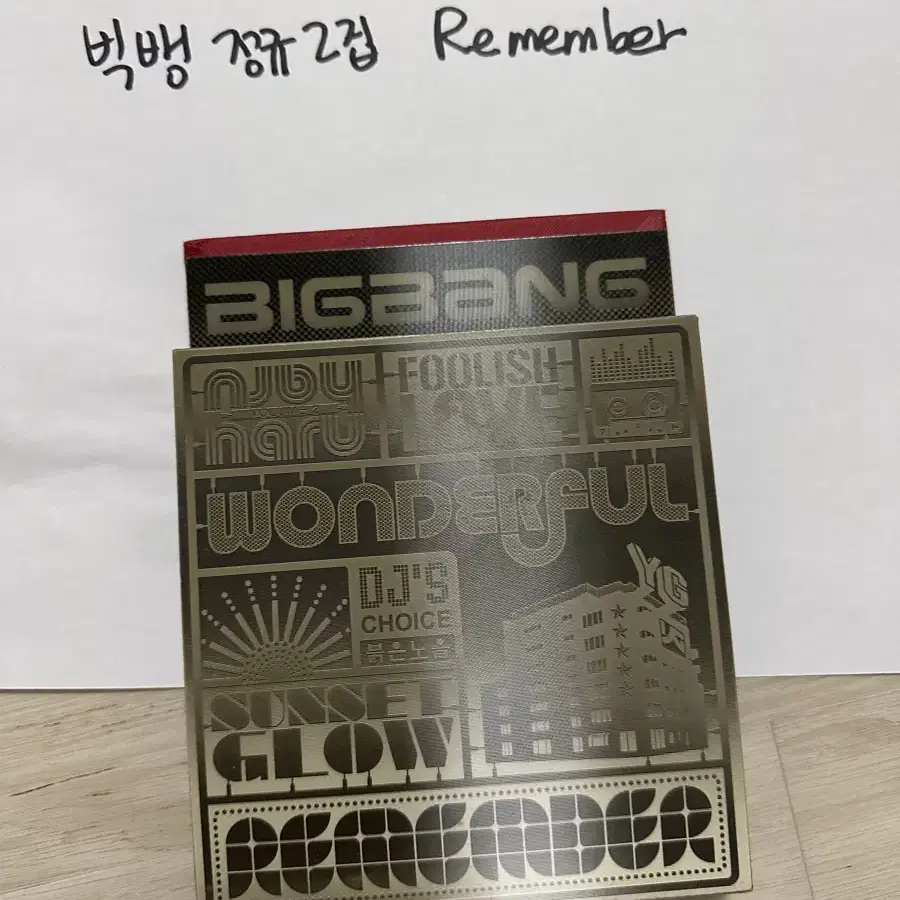 빅뱅 정규2집 Remember
BIGBANG
FOOLISH
LOVE
WONDERFUL
DJ'S
CHOICE
붉은노을
SUNSET
GLOW
REMEMBER